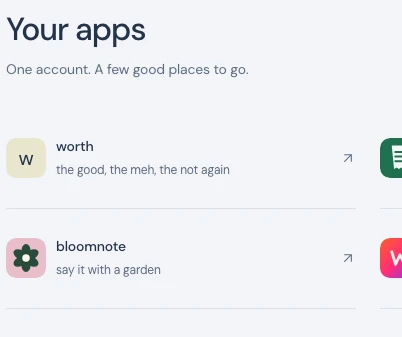 Your apps
One account. A few good places to go.
w
worth
the good, the meh, the not again
bloomnote
say it with a garden